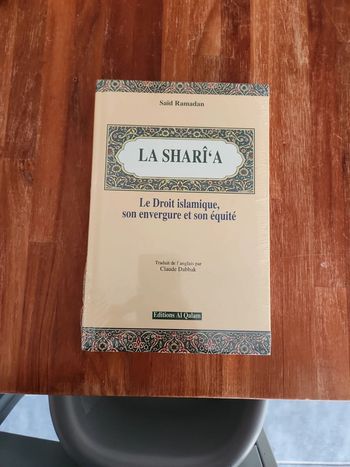 Saïd Ramadan
LA SHARÎ‘A
Le Droit islamique,
son envergure et son équité
Traduit de l'anglais par
Claude Dabbak
Editions Al Qalam